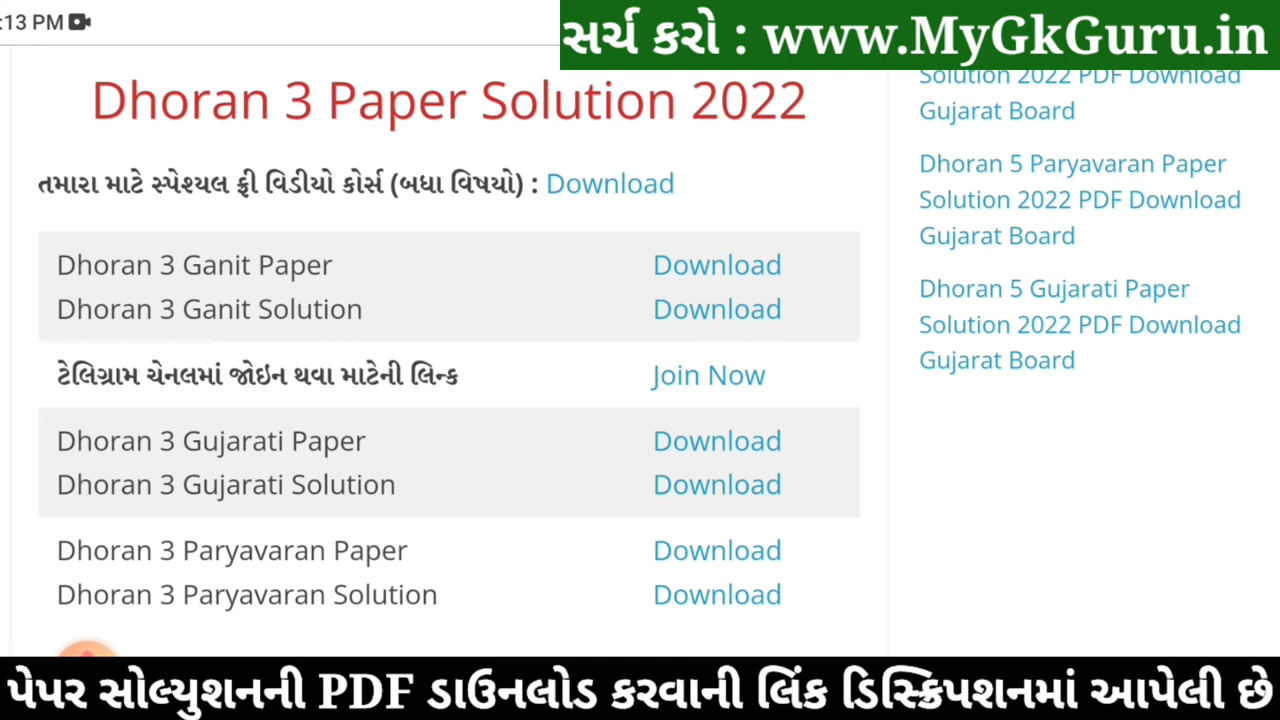 :13 PM
સર્ચ કરો : www.MyGkGuru.in
Dhoran 3 Paper Solution 2022
તમારા માટે સ્પેશ્યલ ફ્રી વિડીયો કોર્સ (બધા વિષયો) : Download
Dhoran 3 Ganit Paper Download
Dhoran 3 Ganit Solution Download
ટેલિગ્રામ ચેનલમાં જોઇન થવા માટેની લિન્ક Join Now
Dhoran 3 Gujarati Paper Download
Dhoran 3 Gujarati Solution Download
Dhoran 3 Paryavaran Paper Download
Dhoran 3 Paryavaran Solution Download
Solution 2022 PDF Download
Gujarat Board
Dhoran 5 Paryavaran Paper
Solution 2022 PDF Download
Gujarat Board
Dhoran 5 Gujarati Paper
Solution 2022 PDF Download
Gujarat Board
પેપર સોલ્યુશનની PDF ડાઉનલોડ કરવાની લિંક ડિસ્ક્રિપશનમાં આપેલી છે